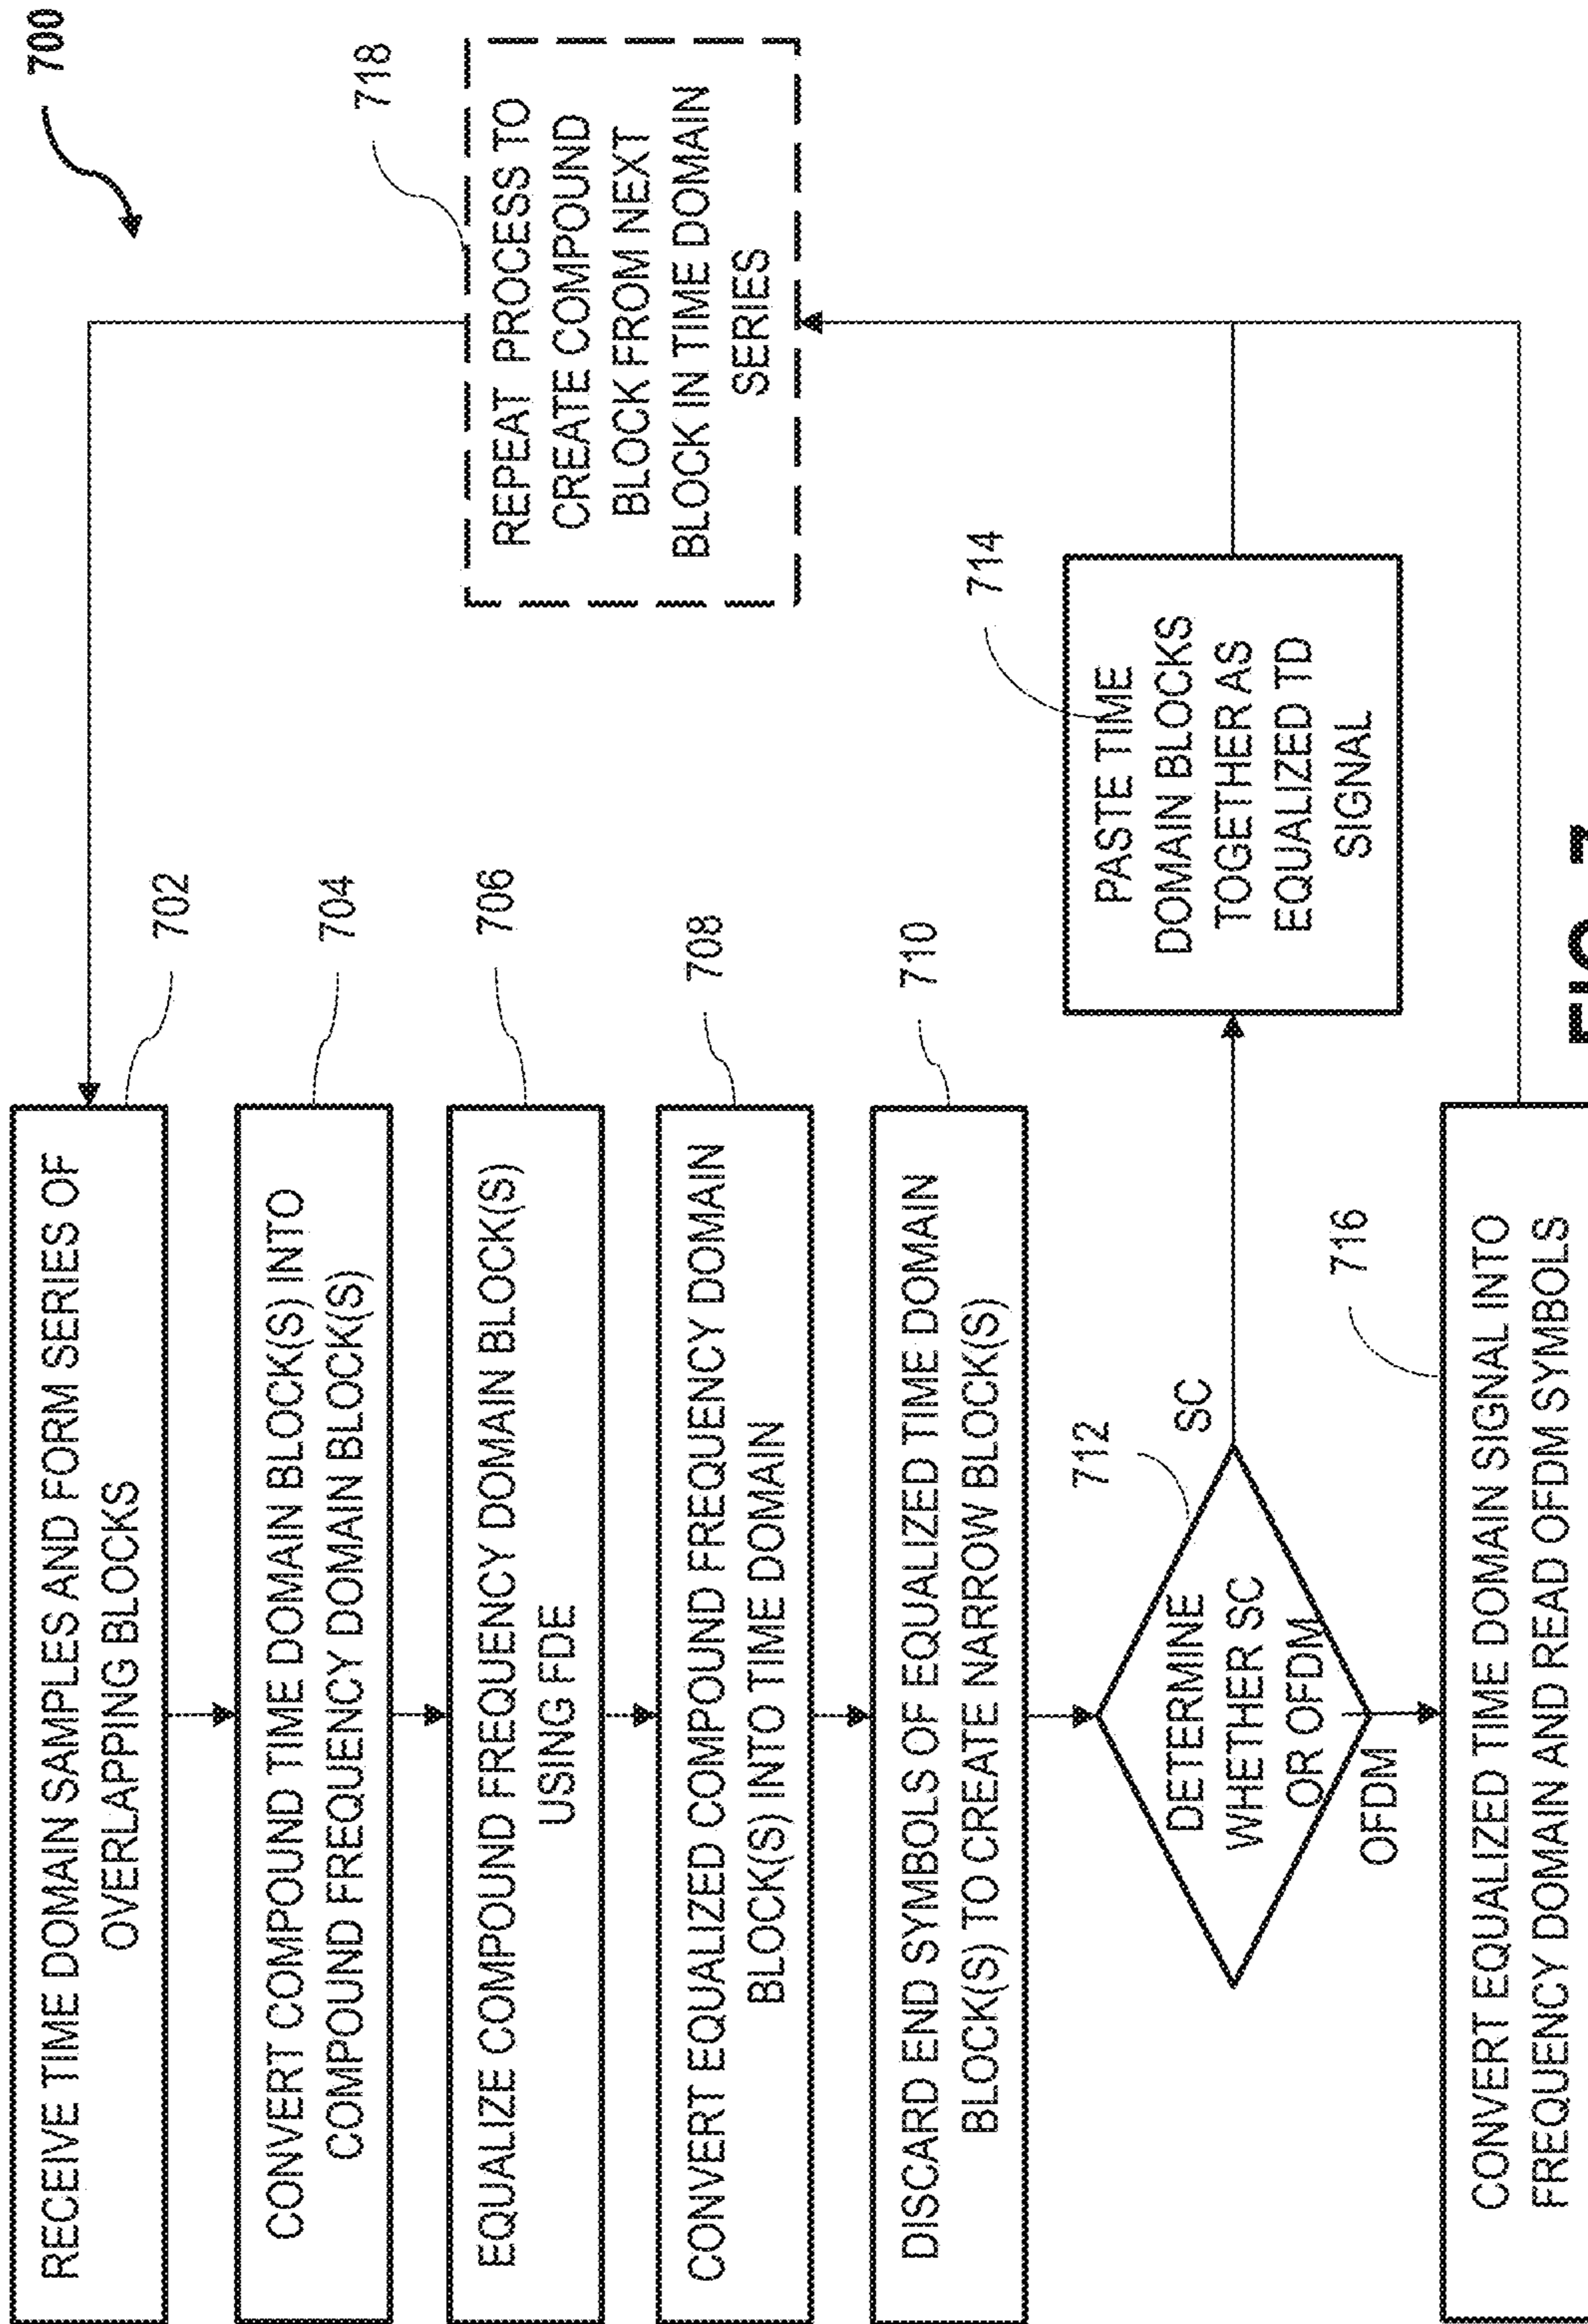 700
RECEIVE TIME DOMAIN SAMPLES AND FORM SERIES OF
OVERLAPPING BLOCKS
702
CONVERT COMPOUND TIME DOMAIN BLOCK(S) INTO
COMPOUND FREQUENCY DOMAIN BLOCK(S)
704
EQUALIZE COMPOUND FREQUENCY DOMAIN BLOCK(S)
USING FDE
706
CONVERT EQUALIZED COMPOUND FREQUENCY DOMAIN
BLOCK(S) INTO TIME DOMAIN
708
DISCARD END SYMBOLS OF EQUALIZED TIME DOMAIN
BLOCK(S) TO CREATE NARROW BLOCK(S)
710
DETERMINE
WHETHER SC
OR OFDM
712
SC
OFDM
PASTE TIME
DOMAIN BLOCKS
TOGETHER AS
EQUALIZED TD
SIGNAL
714
CONVERT EQUALIZED TIME DOMAIN SIGNAL INTO
FREQUENCY DOMAIN AND READ OFDM SYMBOLS
716
REPEAT PROCESS TO
CREATE COMPOUND
BLOCK FROM NEXT
BLOCK IN TIME DOMAIN
SERIES
718